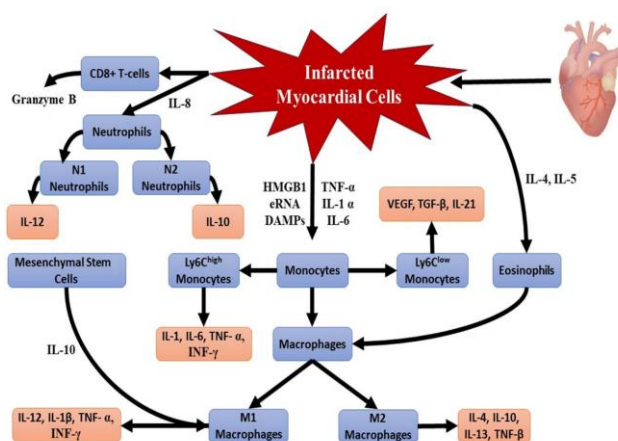 Infarcted
Myocardial Cells
CD8+ T-cells
Granzyme B
IL-8
Neutrophils
N1
Neutrophils
N2
Neutrophils
IL-12
IL-10
HMGB1
eRNA
DAMPs
TNF-α
IL-1 α
IL-6
IL-4, IL-5
VEGF, TGF-β, IL-21
Mesenchymal Stem
Cells
Ly6Chigh
Monocytes
Monocytes
Ly6Clow
Monocytes
Eosinophils
IL-1, IL-6, TNF- α,
INF-γ
Macrophages
IL-10
IL-12, IL-1β, TNF- α,
INF-γ
M1
Macrophages
M2
Macrophages
IL-4, IL-10,
IL-13, TNF-β